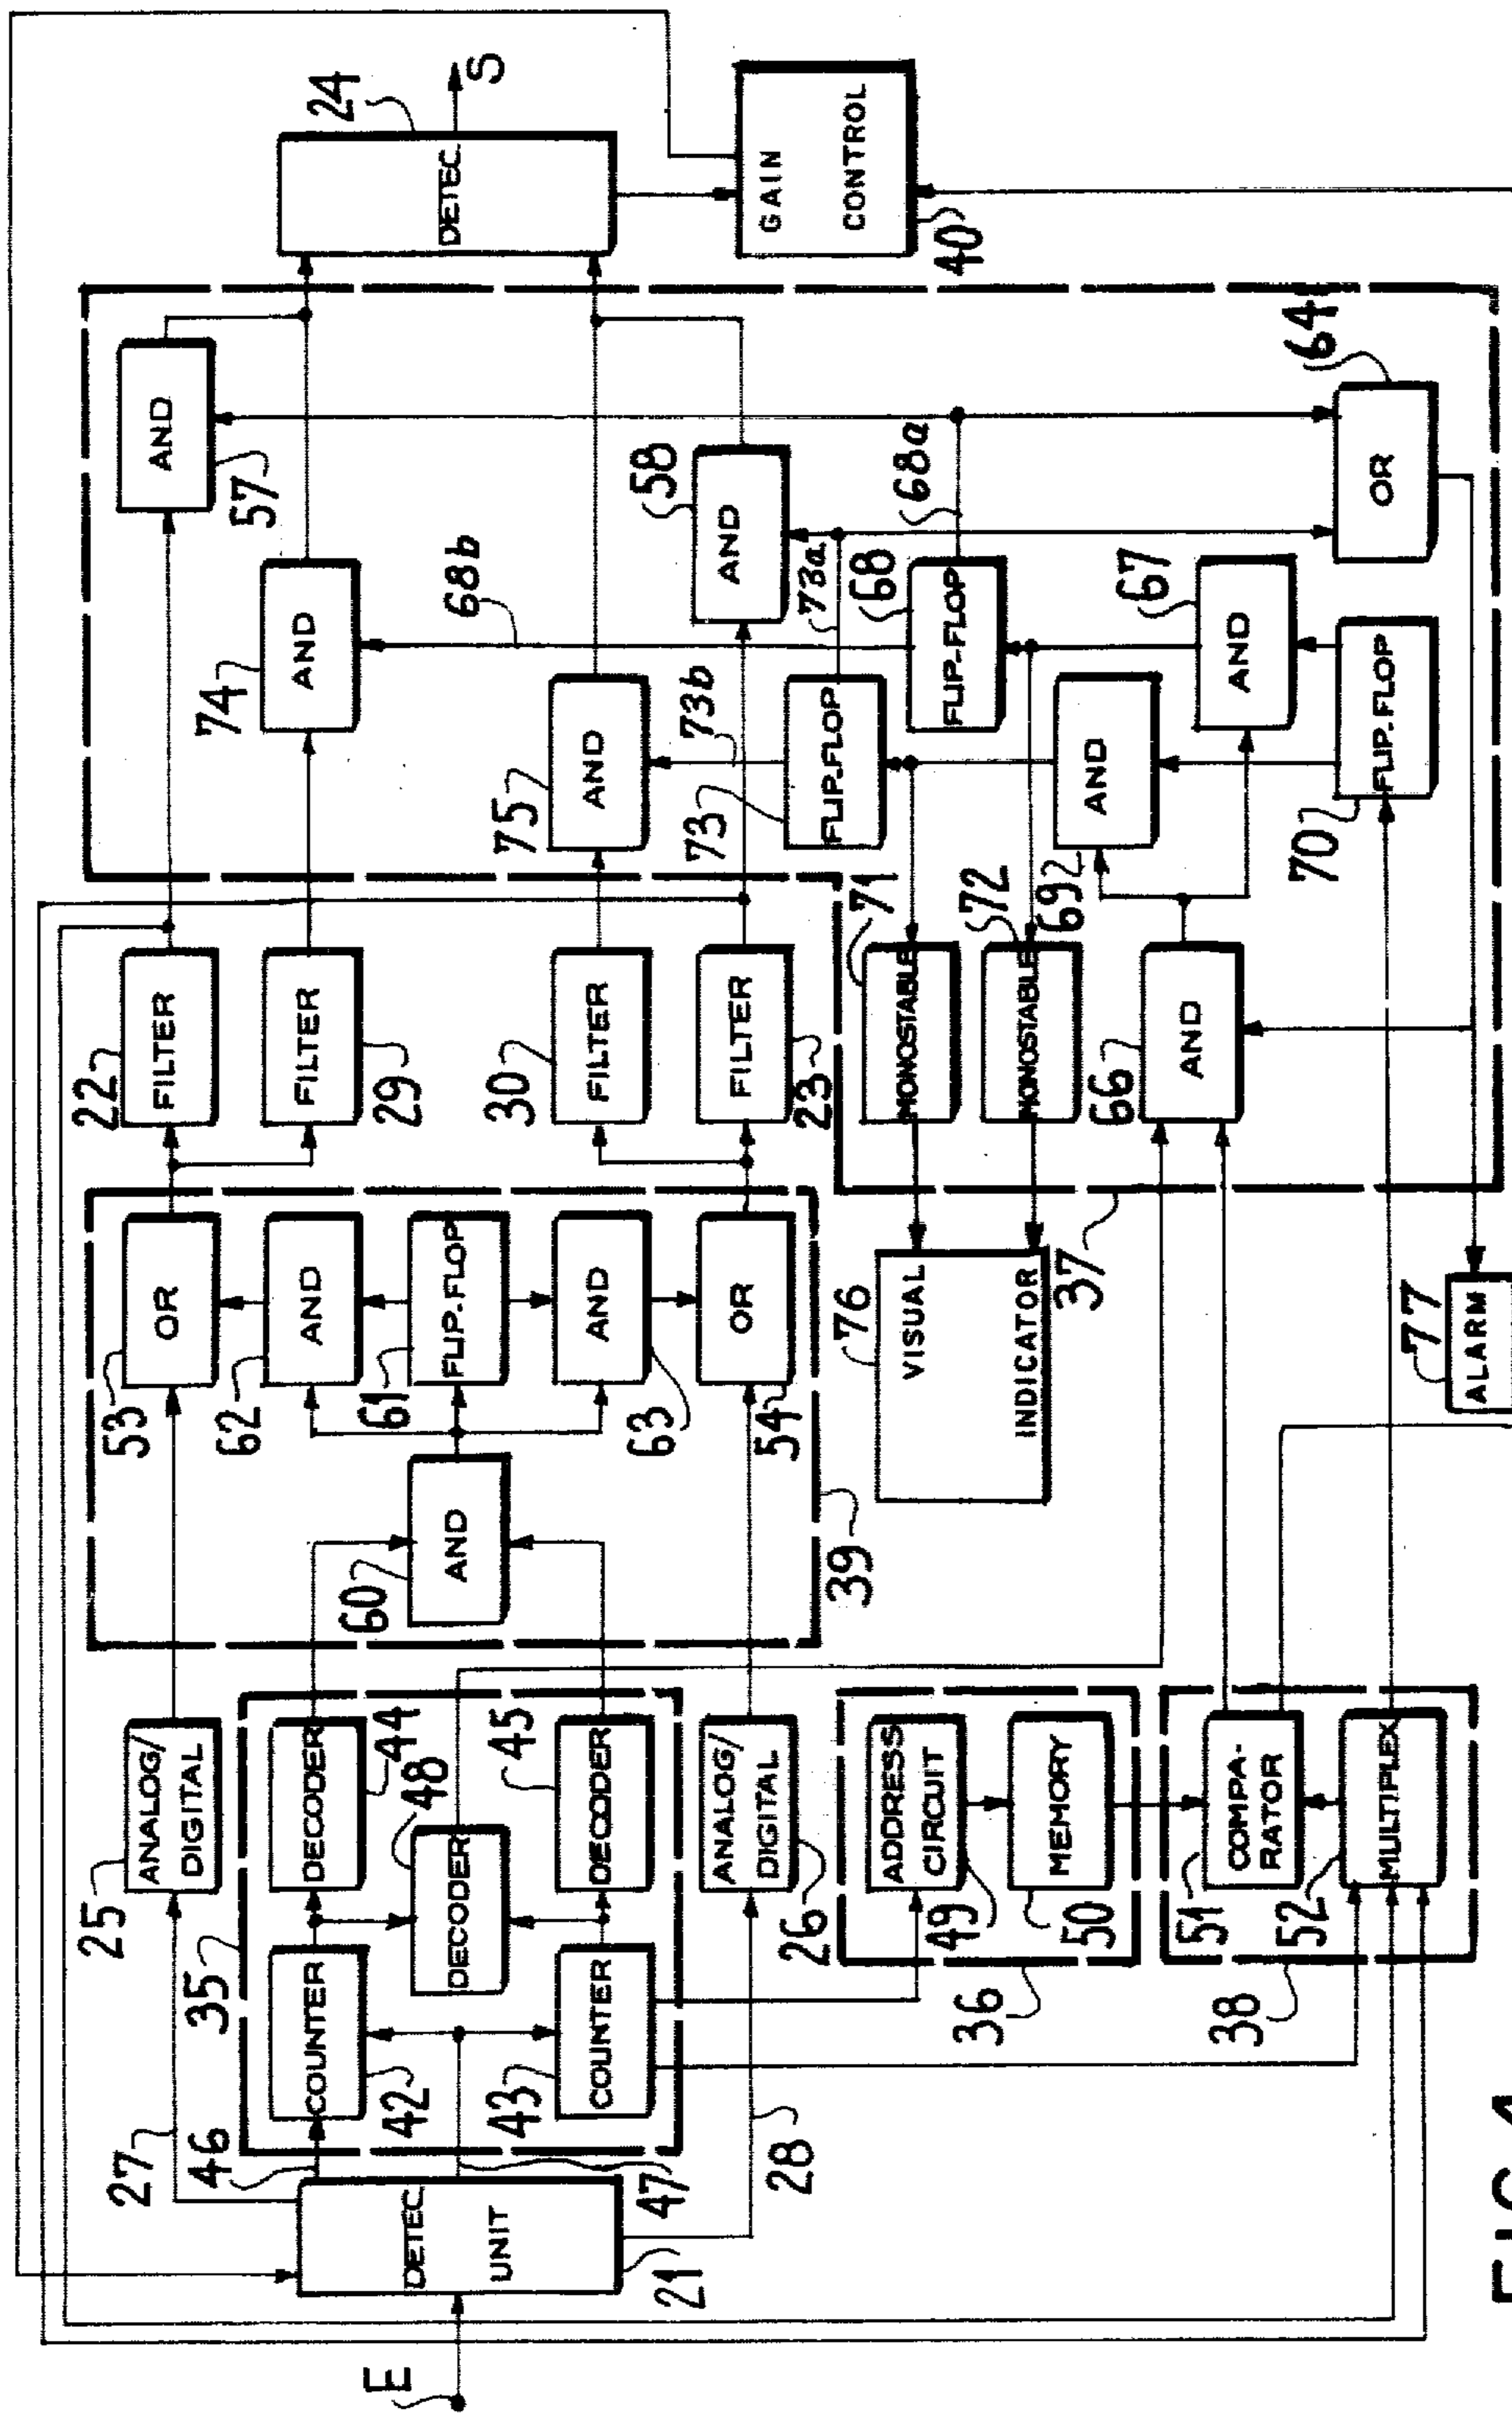 E
27
46
47
28
21
DETEC.
UNIT
25
ANALOG/
DIGITAL
35
COUNTER
42
43
COUNTER
DECODER
44
48
DECODER
45
DECODER
ANALOG/
DIGITAL
26
ADDRESS
CIRCUIT
49
MEMORY
50
36
51
COMPA-
RATOR
52
MULTIPLEX
38
53
OR
62
AND
61
FLIP-FLOP
63
AND
54
OR
60
AND
39
22
FILTER
FILTER
29
30
FILTER
FILTER
23
76
VISUAL
INDICATOR
37
77
ALARM
71
MONOSTABLE
72
MONOSTABLE
66
AND
69
AND
67
AND
70
FLIP.FLOP
73
FLIP-FLOP
73a
73b
68
FLIP-FLOP
68a
68b
74
AND
75
AND
57
AND
58
AND
64
OR
24
DETEC.
S
GAIN
CONTROL
40